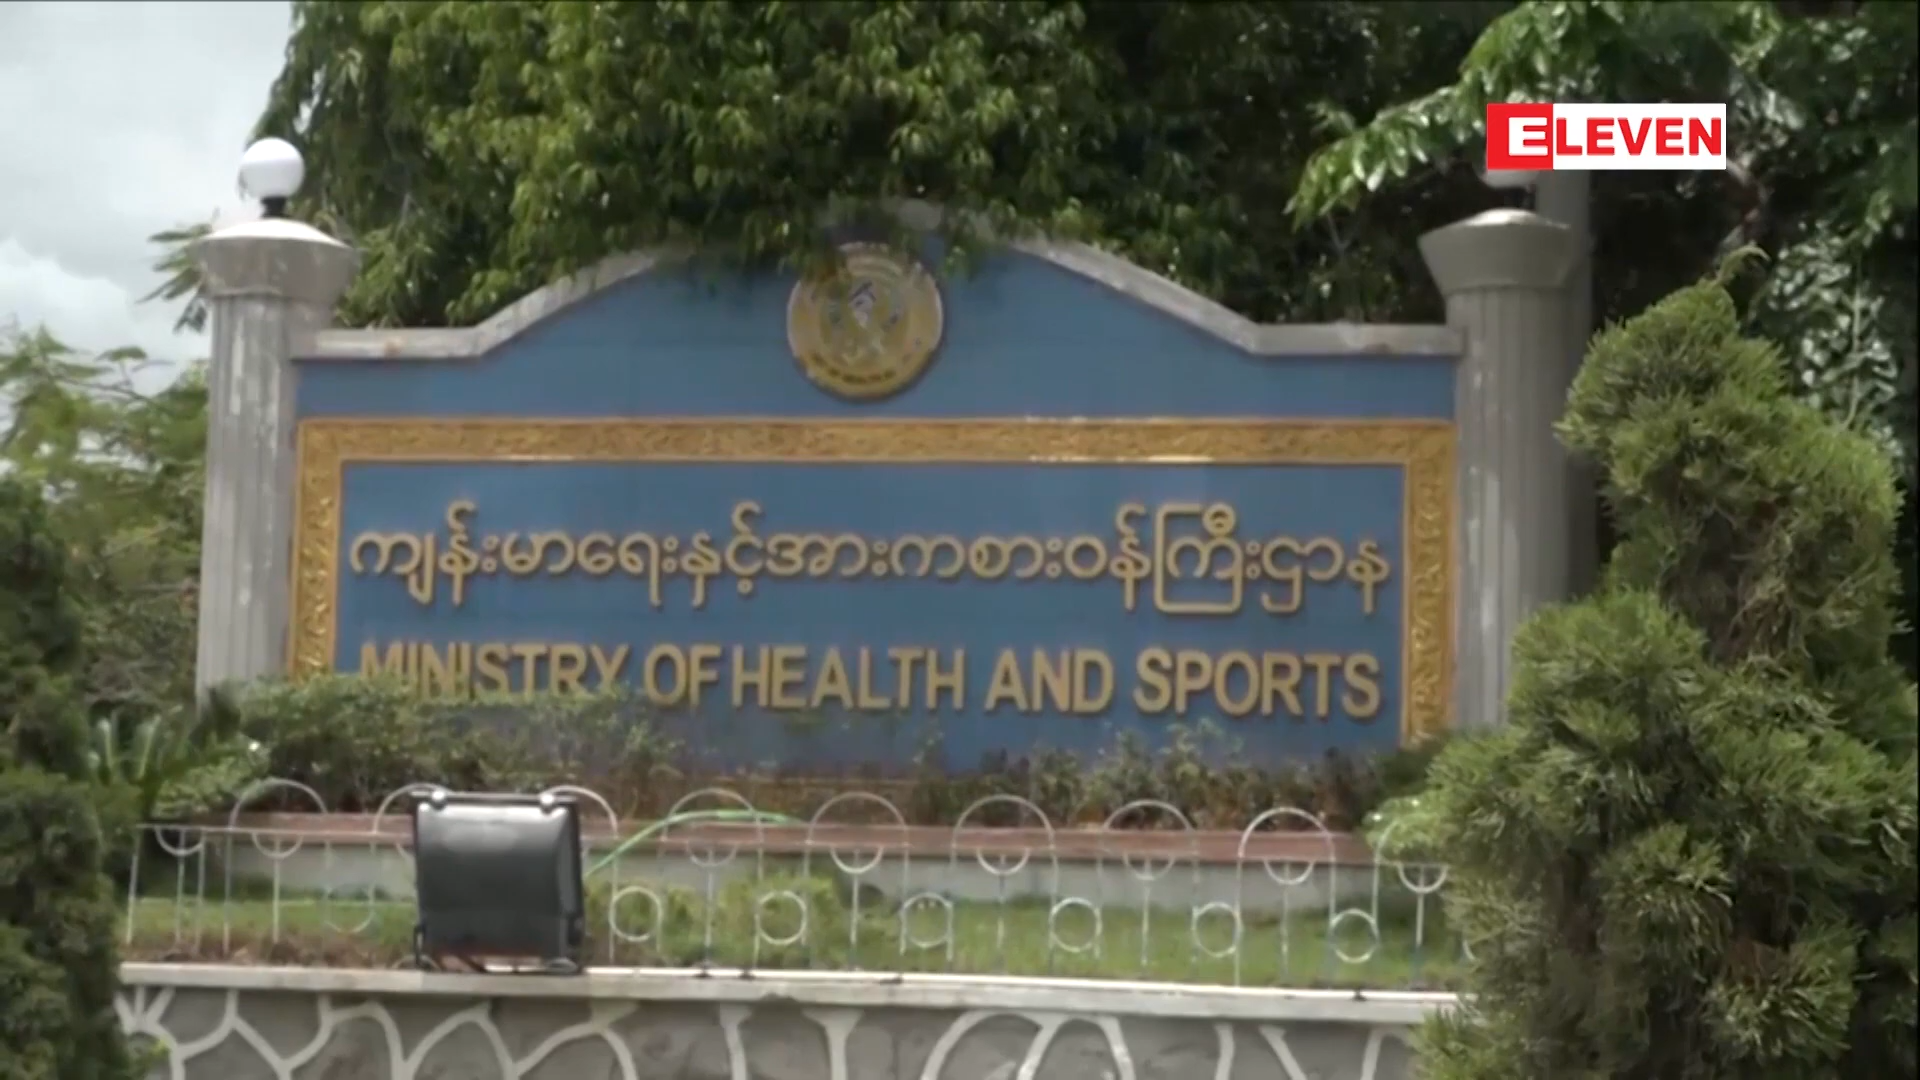 ELEVEN
ကျန်းမာရေးနှင့်အားကစားဝန်ကြီးဌာန
MINISTRY OF HEALTH AND SPORTS